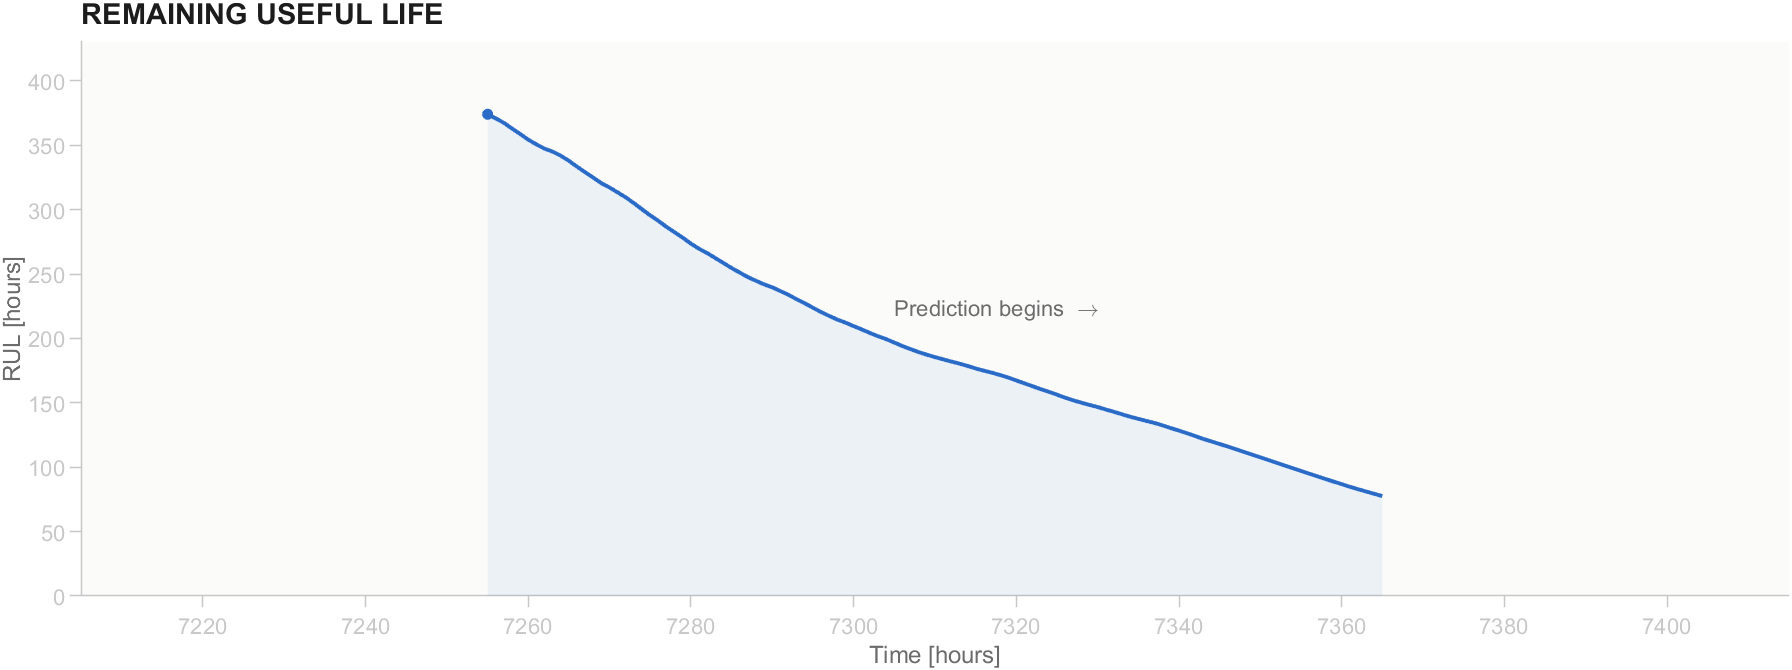 REMAINING USEFUL LIFE
400
350
300
250
200
150
100
50
0
RUL [hours]
Prediction begins →
7220 7240 7260 7280 7300 7320 7340 7360 7380 7400
Time [hours]